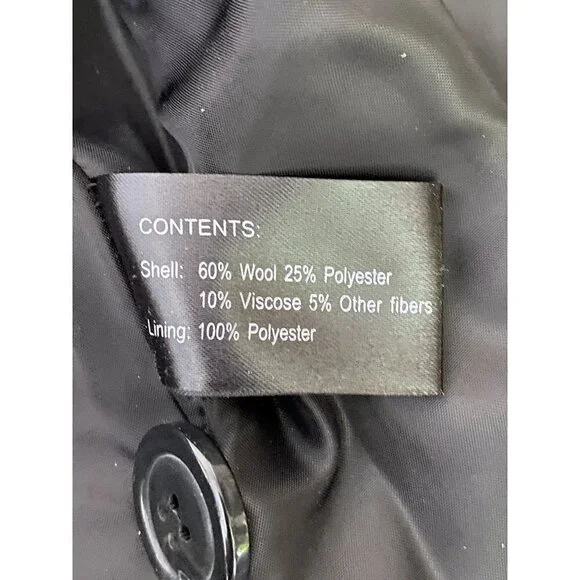 CONTENTS:
Shell: 60% Wool 25% Polyester
10% Viscose 5% Other fibers
Lining: 100% Polyester